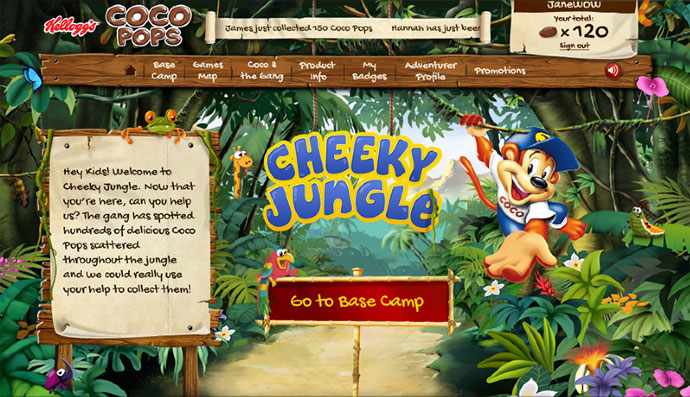 Kellogg's
COCO
POPS
James just collected 150 Coco Pops Hannah has just bee
JaneWOW
Your total:
x 120
Sign out
Base Camp
Games Map
Coco & the Gang
Product Info
My Badges
Adventurer Profile
Promotions
Hey Kids! Welcome to
Cheeky Jungle. Now that
you're here, can you help
us? The gang has spotted
hundreds of delicious Coco
Pops scattered
throughout the jungle
and we could really use
your help to collect them!
CHEEKY
JUNGLE
COCO
Go to Base Camp